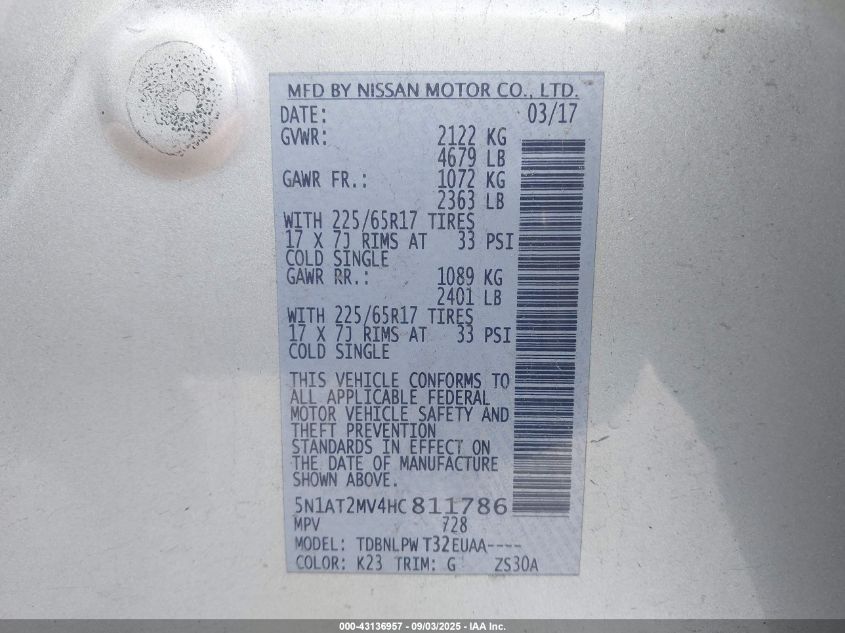 MFD BY NISSAN MOTOR CO., LTD.
DATE: 03/17
GVWR: 2122 KG
4679 LB
GAWR FR.: 1072 KG
2363 LB
WITH 225/65R17 TIRES
17 X 7J RIMS AT 33 PSI
COLD SINGLE
GAWR RR.: 1089 KG
2401 LB
WITH 225/65R17 TIRES
17 X 7J RIMS AT 33 PSI
COLD SINGLE
THIS VEHICLE CONFORMS TO
ALL APPLICABLE FEDERAL
MOTOR VEHICLE SAFETY AND
THEFT PREVENTION
STANDARDS IN EFFECT ON
THE DATE OF MANUFACTURE
SHOWN ABOVE.
5N1AT2MV4HC811786
MPV 728
MODEL: TDBNLPW T32EUAA----
COLOR: K23 TRIM: G ZS30A
000-43136957 - 09/03/2025 - IAA Inc.